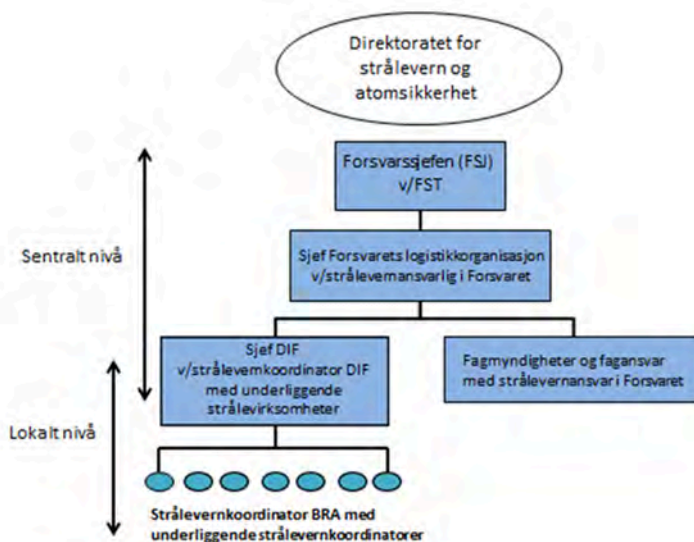 Direktoratet for
strålevern og
atomsikkerhet
Forsvarssjefen (FSJ)
v/FST
Sentralt nivå
Sjef Forsvarets logistikkorganisasjon
v/strålevernansvarlig i Forsvaret
Sjef DIF
v/strålevernkoordinator DIF
med underliggende
strålevirksomheter
Fagmyndigheter og fagansvar
med strålevernansvar i Forsvaret
Lokalt nivå
Strålevernkoordinator BRA med
underliggende strålevernkoordinatorer